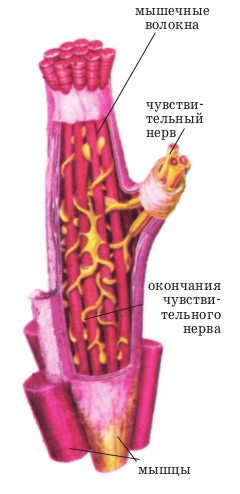 мышечные
волокна
чувстви-
тельный
нерв
окончания
чувстви-
тельного
нерва
мышцы